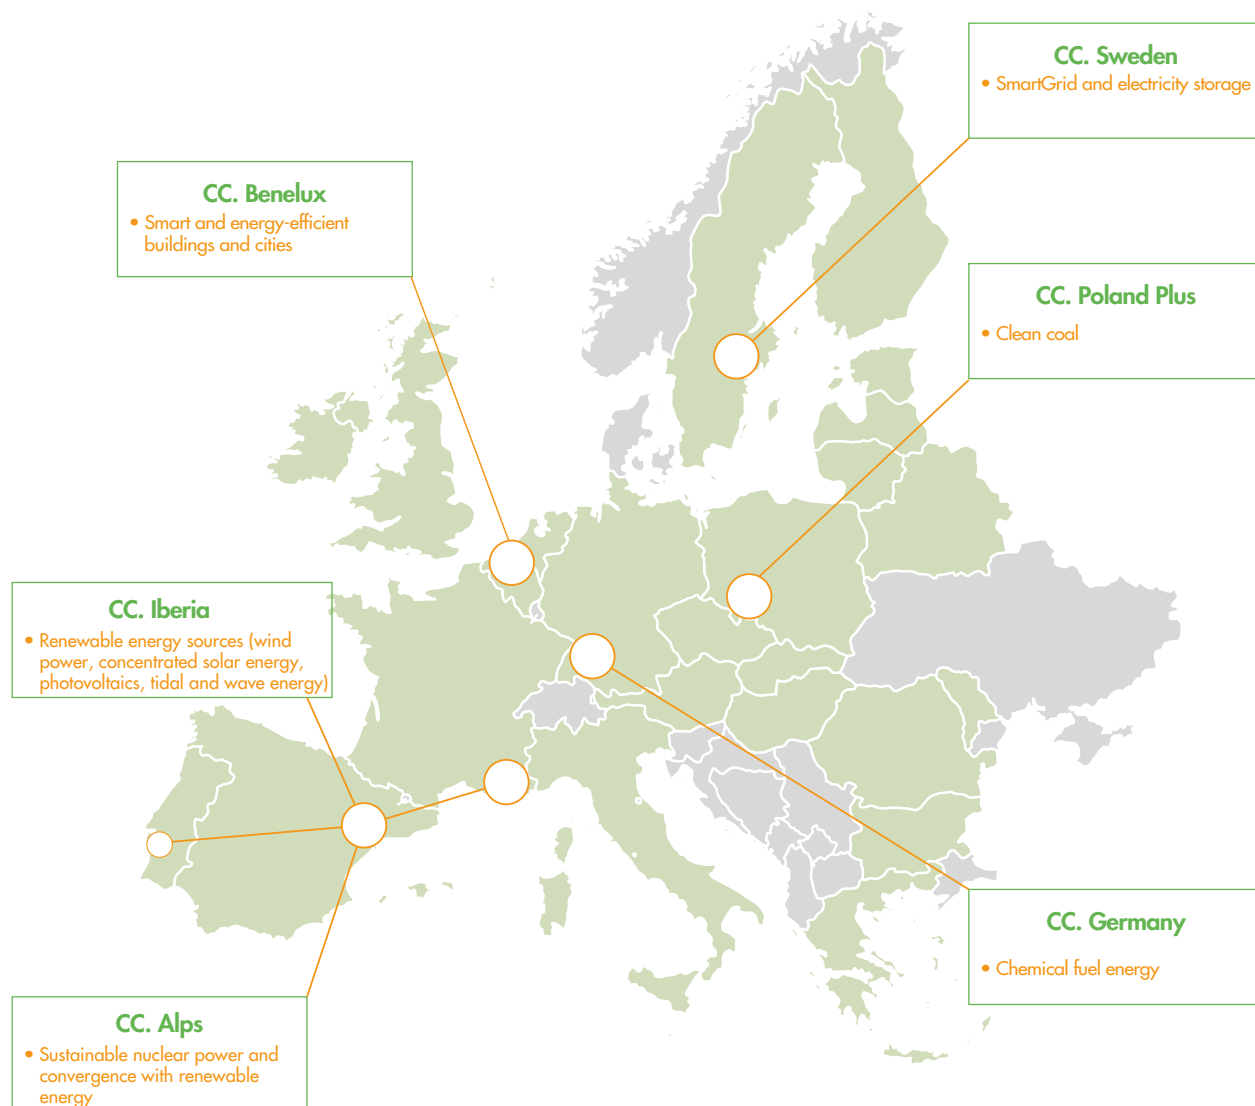 CC. Sweden
• SmartGrid and electricity storage
CC. Benelux
• Smart and energy-efficient
buildings and cities
CC. Poland Plus
• Clean coal
CC. Iberia
• Renewable energy sources (wind
power, concentrated solar energy,
photovoltaics, tidal and wave energy)
CC. Germany
• Chemical fuel energy
CC. Alps
• Sustainable nuclear power and
convergence with renewable
energy